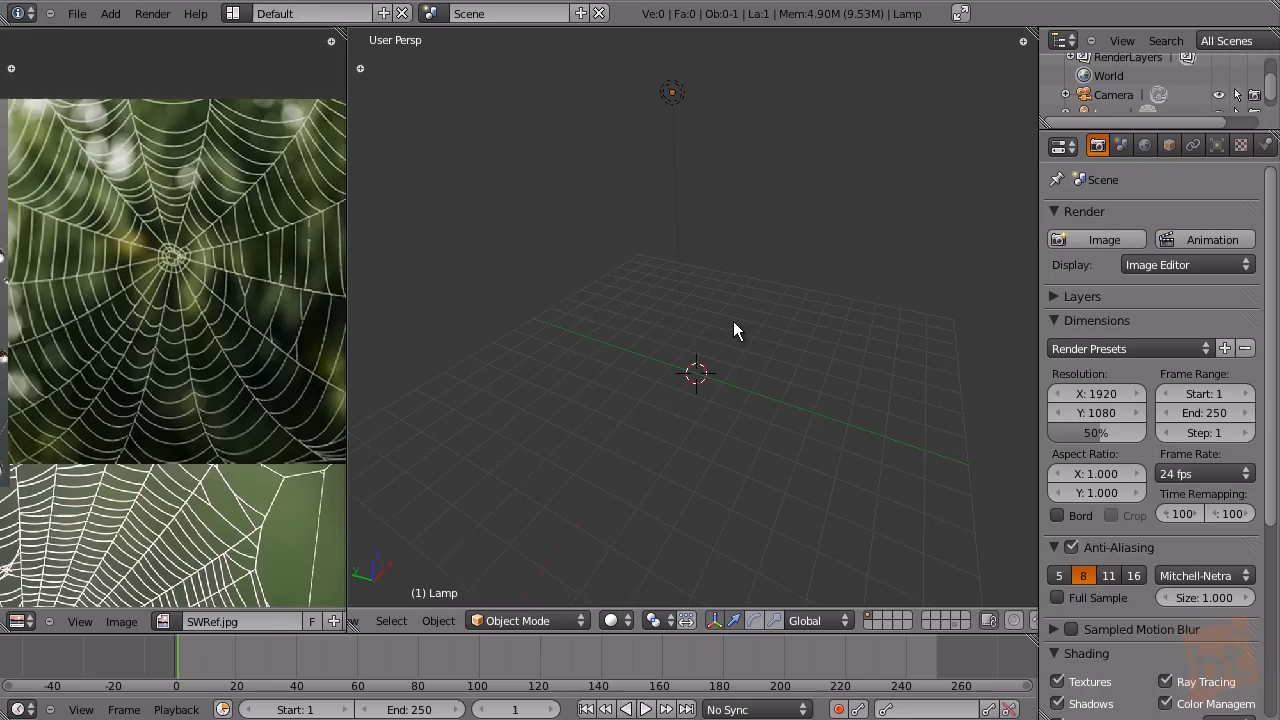 File Add Render Help Default Scene Ve:0 | Fa:0 | Ob:0-1 | La:1 | Mem:4.90M (9.53M) | Lamp
User Persp
View Search All Scenes
RenderLayers
World
Camera
Scene
Render
Image Animation
Display: Image Editor
Layers
Dimensions
Render Presets
Resolution: Frame Range:
X: 1920 Start: 1
Y: 1080 End: 250
50% Step: 1
Aspect Ratio: Frame Rate:
X: 1.000 24 fps
Y: 1.000 Time Remapping:
Bord Crop : 100 : 100
Anti-Aliasing
5 8 11 16 Mitchell-Netra
Full Sample Size: 1.000
Sampled Motion Blur
Shading
Textures Ray Tracing
Shadows Color Managem
(1) Lamp
View Image SWRef.jpg F
Select Object Object Mode Global
-40 -20 0 20 40 60 80 100 120 140 160 180 200 220 240 260
View Frame Playback Start: 1 End: 250 1 No Sync